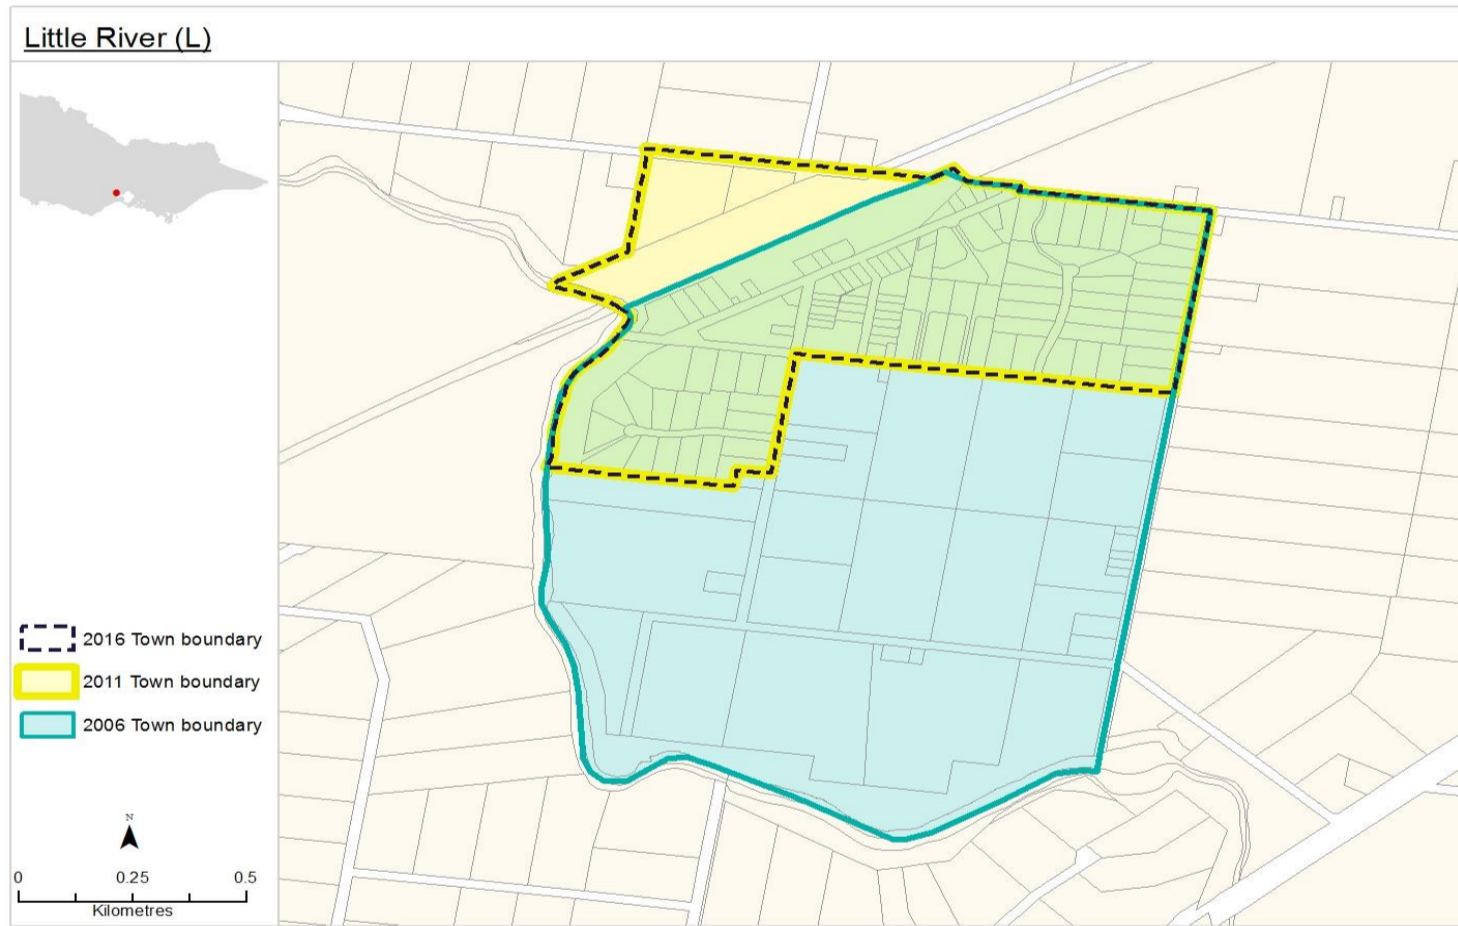 Little River (L)
2016 Town boundary
2011 Town boundary
2006 Town boundary
N
0 0.25 0.5
Kilometres